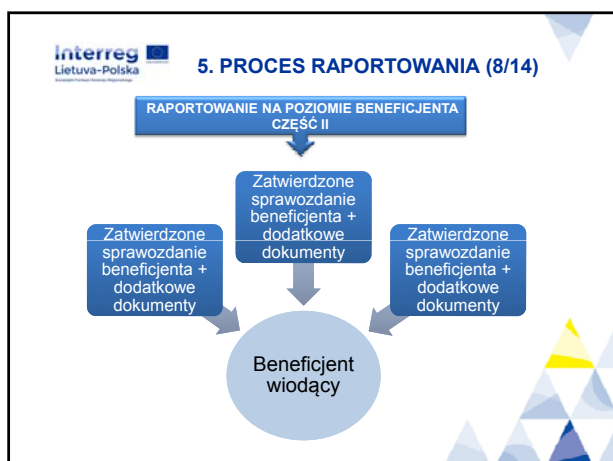 Interreg
Lietuva-Polska
5. PROCES RAPORTOWANIA (8/14)
RAPORTOWANIE NA POZIOMIE BENEFICJENTA
CZĘŚĆ II
Zatwierdzone
sprawozdanie
beneficjenta +
dodatkowe
dokumenty
Zatwierdzone
sprawozdanie
beneficjenta +
dodatkowe
dokumenty
Zatwierdzone
sprawozdanie
beneficjenta +
dodatkowe
dokumenty
Beneficjent
wiodący